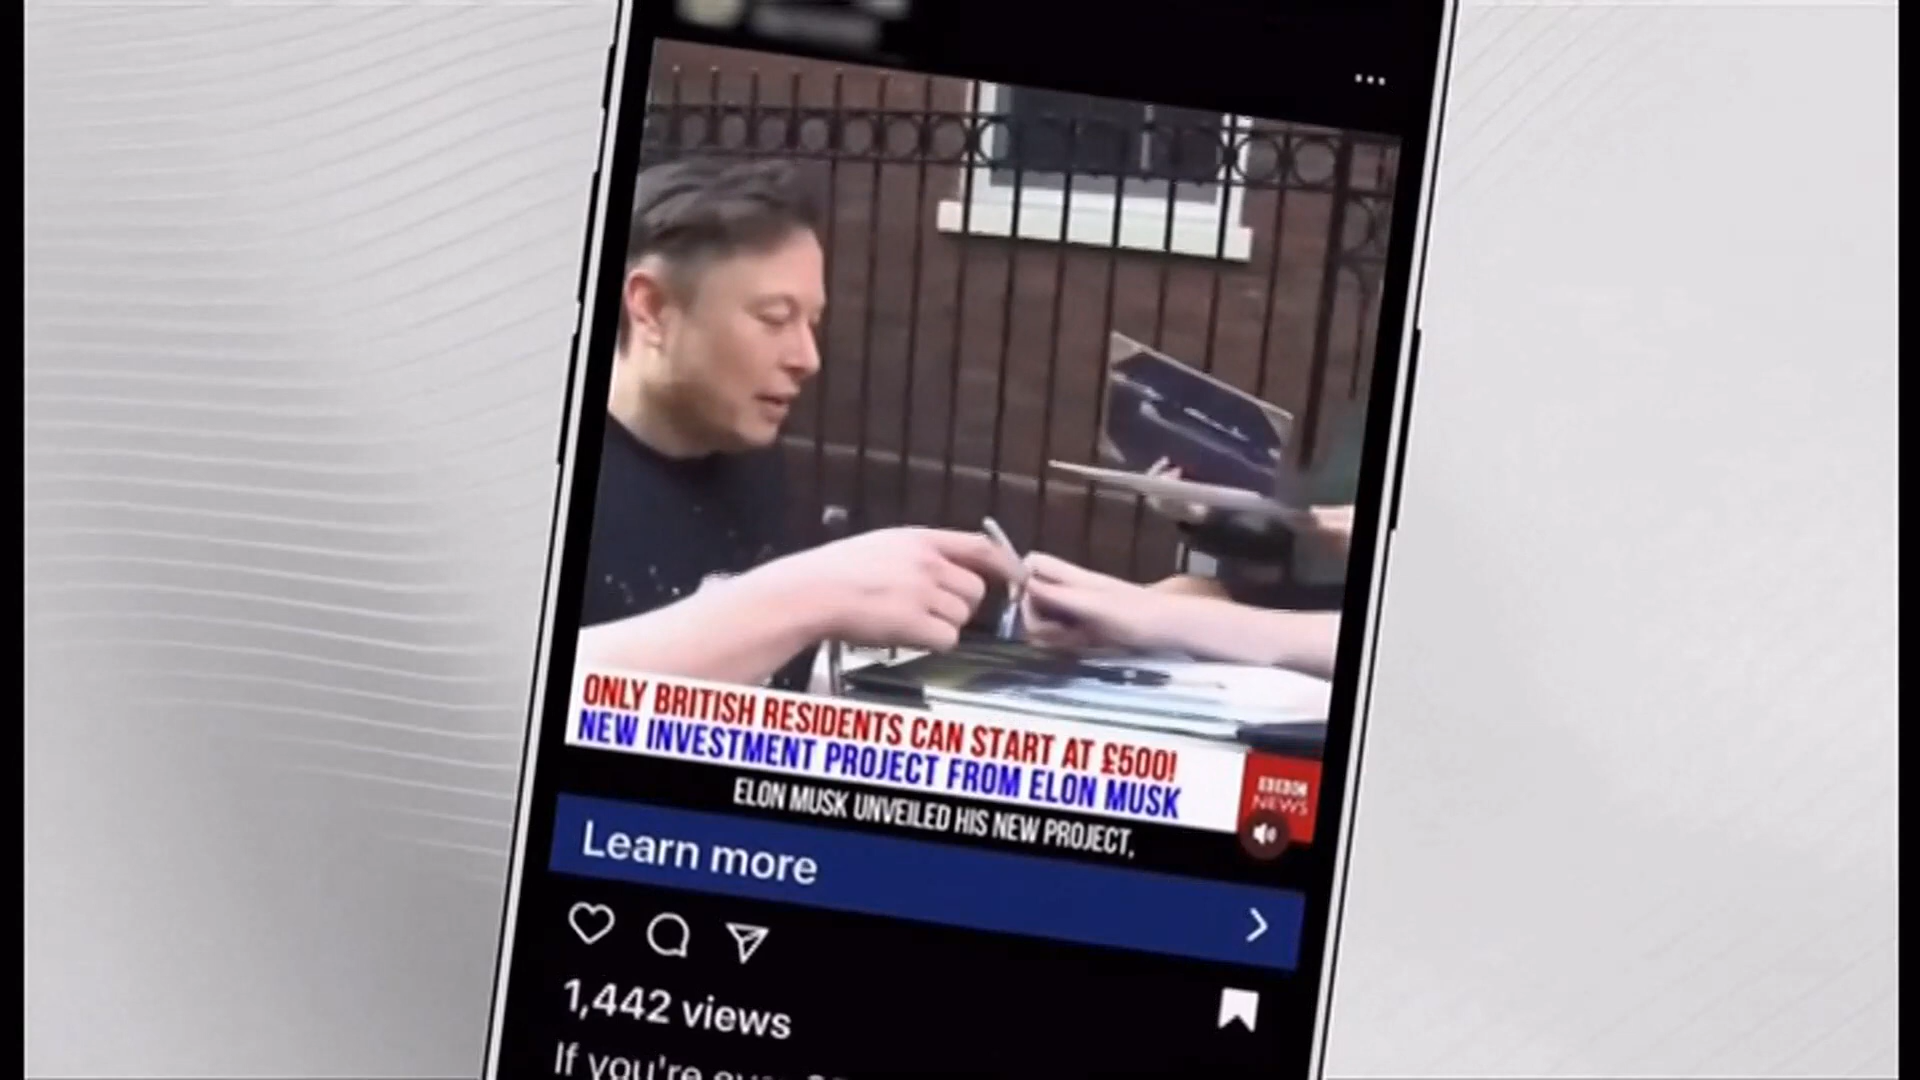 ONLY BRITISH RESIDENTS CAN START AT £500!
NEW INVESTMENT PROJECT FROM ELON MUSK
NEWS
ELON MUSK UNVEILED HIS NEW PROJECT,
Learn more
1,442 views
If you're